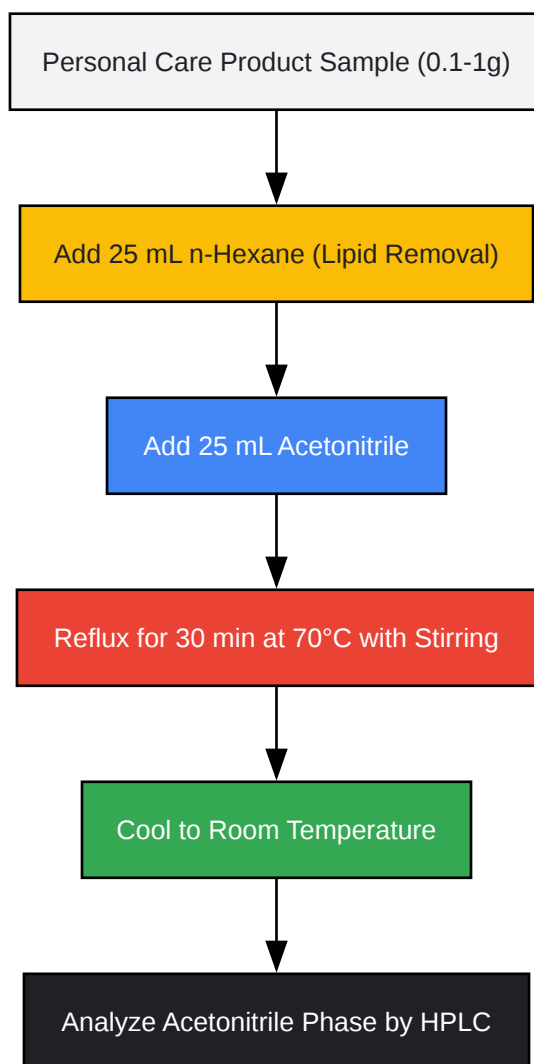 Personal Care Product Sample (0.1-1g)
Add 25 mL n-Hexane (Lipid Removal)
Add 25 mL Acetonitrile
Reflux for 30 min at 70°C with Stirring
Cool to Room Temperature
Analyze Acetonitrile Phase by HPLC